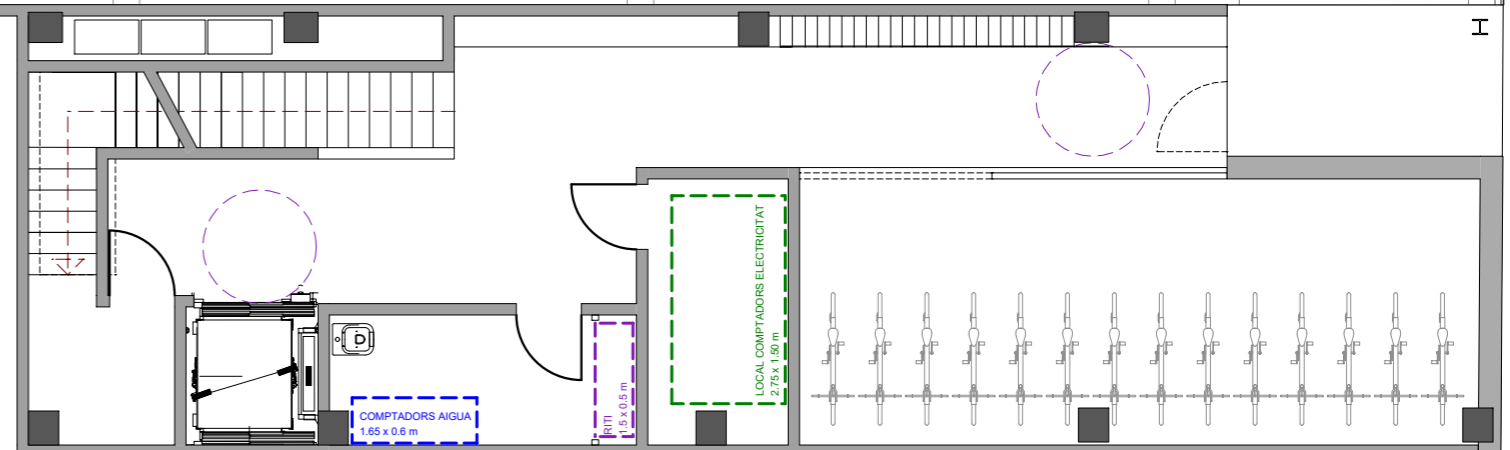 COMPTADORS AIGUA
1.65 x 0.6 m
RITI
1.5 x 0.5 m
LOCAL COMPTADORS ELECTRICITAT
2.75 x 1.50 m